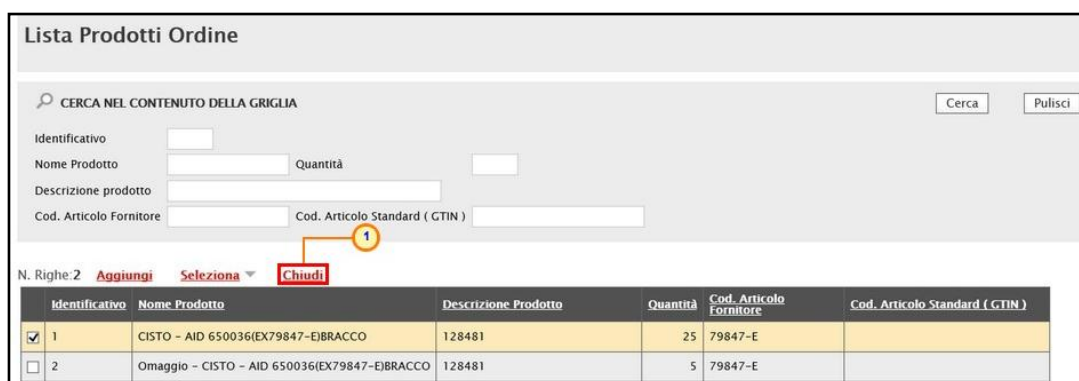 Lista Prodotti Ordine
CERCA NEL CONTENUTO DELLA GRIGLIA Cerca Pulisci
Identificativo
Nome Prodotto Quantità
Descrizione prodotto
Cod. Articolo Fornitore Cod. Articolo Standard ( GTIN )
1
N. Righe:2 Aggiungi Seleziona Chiudi
Identificativo Nome Prodotto Descrizione Prodotto Quantità Cod. Articolo Fornitore Cod. Articolo Standard ( GTIN )
1 CISTO - AID 650036(EX79847-E)BRACCO 128481 25 79847-E
2 Omaggio - CISTO - AID 650036(EX79847-E)BRACCO 128481 5 79847-E